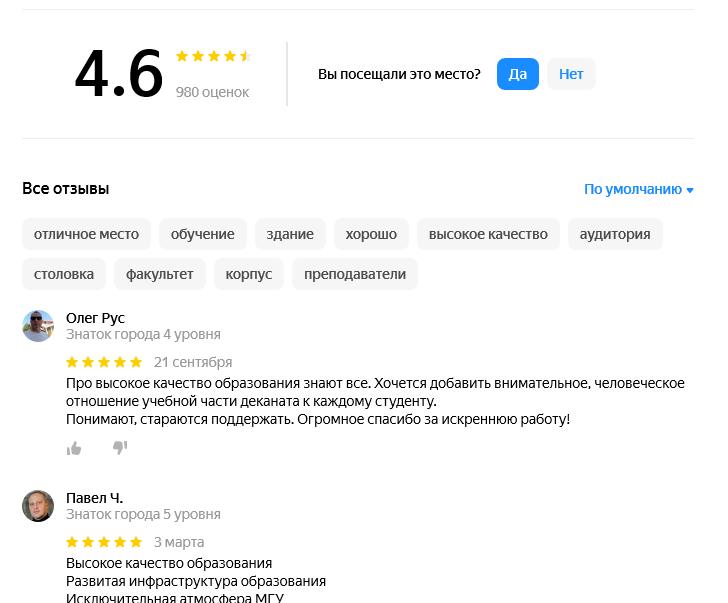 4.6
980 оценок
Вы посещали это место?
Да
Нет
Все отзывы
По умолчанию
отличное место
обучение
здание
хорошо
высокое качество
аудитория
столовка
факультет
корпус
преподаватели
Олег Рус
Знаток города 4 уровня
21 сентября
Про высокое качество образования знают все. Хочется добавить внимательное, человеческое
отношение учебной части деканата к каждому студенту.
Понимают, стараются поддержать. Огромное спасибо за искреннюю работу!
Павел Ч.
Знаток города 5 уровня
3 марта
Высокое качество образования
Развитая инфраструктура образования
Исключительная атмосфера МГУ